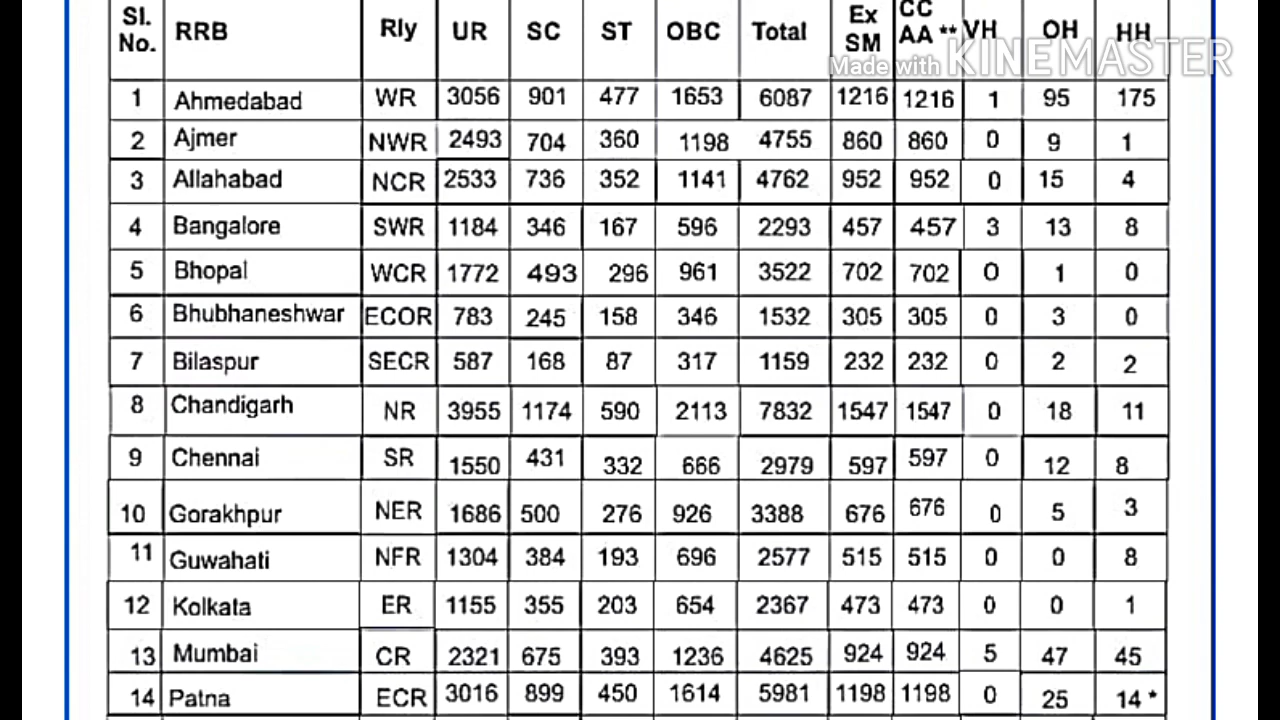 Sl. No. RRB Rly UR SC ST OBC Total Ex SM CC AA ** VH OH HH
Made with KINEMASTER
1 Ahmedabad WR 3056 901 477 1653 6087 1216 1216 1 95 175
2 Ajmer NWR 2493 704 360 1198 4755 860 860 0 9 1
3 Allahabad NCR 2533 736 352 1141 4762 952 952 0 15 4
4 Bangalore SWR 1184 346 167 596 2293 457 457 3 13 8
5 Bhopal WCR 1772 493 296 961 3522 702 702 0 1 0
6 Bhubhaneshwar ECOR 783 245 158 346 1532 305 305 0 3 0
7 Bilaspur SECR 587 168 87 317 1159 232 232 0 2 2
8 Chandigarh NR 3955 1174 590 2113 7832 1547 1547 0 18 11
9 Chennai SR 1550 431 332 666 2979 597 597 0 12 8
10 Gorakhpur NER 1686 500 276 926 3388 676 676 0 5 3
11 Guwahati NFR 1304 384 193 696 2577 515 515 0 0 8
12 Kolkata ER 1155 355 203 654 2367 473 473 0 0 1
13 Mumbai CR 2321 675 393 1236 4625 924 924 5 47 45
14 Patna ECR 3016 899 450 1614 5981 1198 1198 0 25 14 *